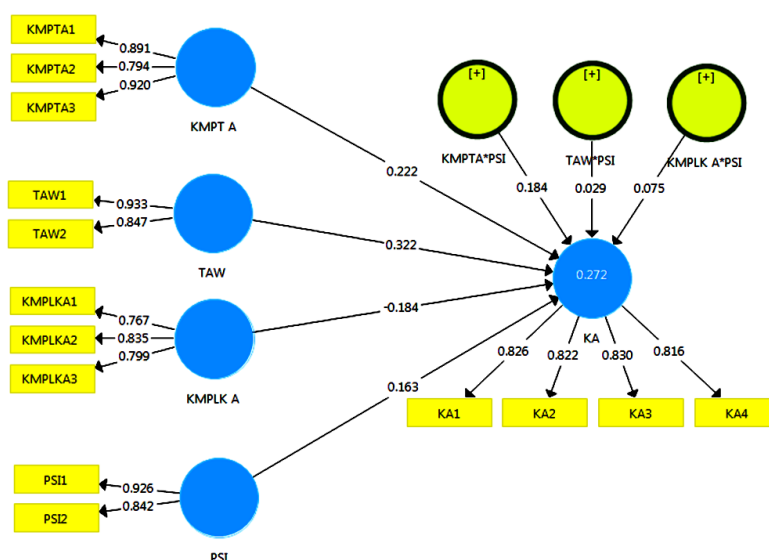 KMPTA1
KMPTA2
KMPTA3
0.891
0.794
0.920
KMPT A
[+]
[+]
[+]
KMPTA*PSI
TAW*PSI
KMPLK A*PSI
0.222
0.184
0.029
0.075
TAW1
TAW2
0.933
0.847
TAW
0.322
0.272
KA
KMPLKA1
KMPLKA2
KMPLKA3
0.767
0.835
0.799
KMPLK A
-0.184
0.163
0.826
0.822
0.830
0.816
KA1
KA2
KA3
KA4
PSI1
PSI2
0.926
0.842
PSI